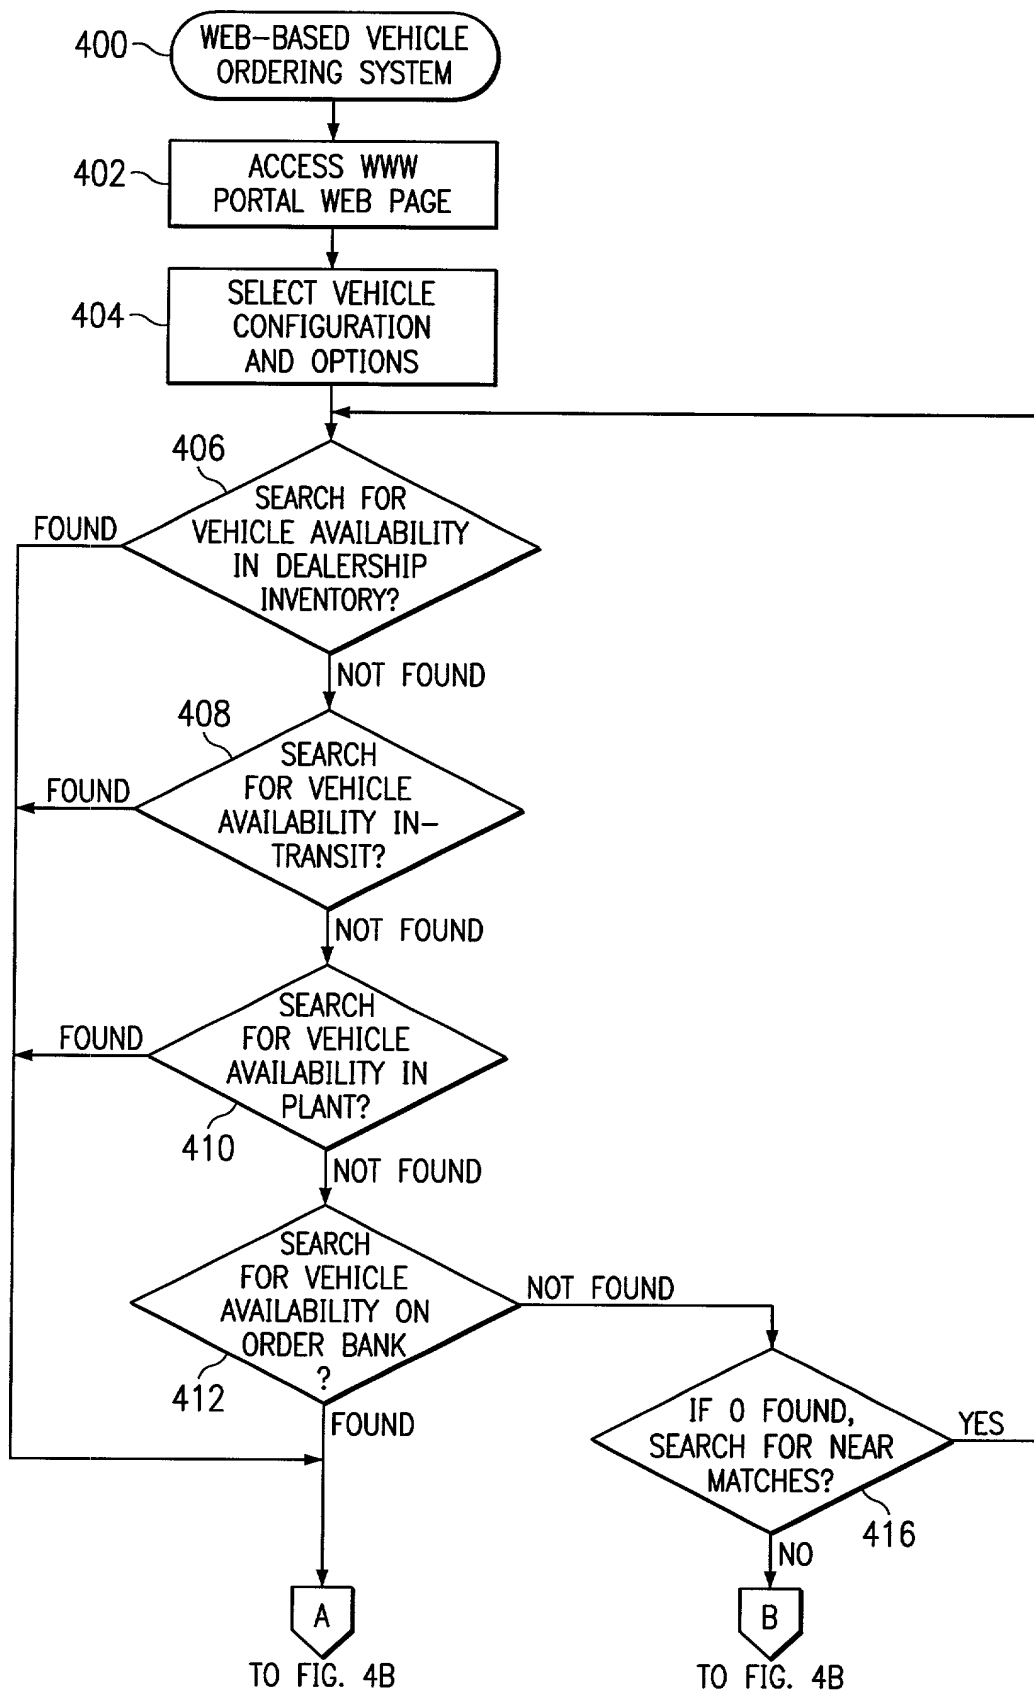 400
WEB-BASED VEHICLE
ORDERING SYSTEM
402
ACCESS WWW
PORTAL WEB PAGE
404
SELECT VEHICLE
CONFIGURATION
AND OPTIONS
406
SEARCH FOR
VEHICLE AVAILABILITY
IN DEALERSHIP
INVENTORY?
FOUND
NOT FOUND
408
SEARCH
FOR VEHICLE
AVAILABILITY IN-
TRANSIT?
FOUND
NOT FOUND
SEARCH
FOR VEHICLE
AVAILABILITY IN
PLANT?
FOUND
410
NOT FOUND
SEARCH
FOR VEHICLE
AVAILABILITY ON
ORDER BANK
?
412
NOT FOUND
FOUND
IF 0 FOUND,
SEARCH FOR NEAR
MATCHES?
YES
416
NO
A
TO FIG. 4B
B
TO FIG. 4B